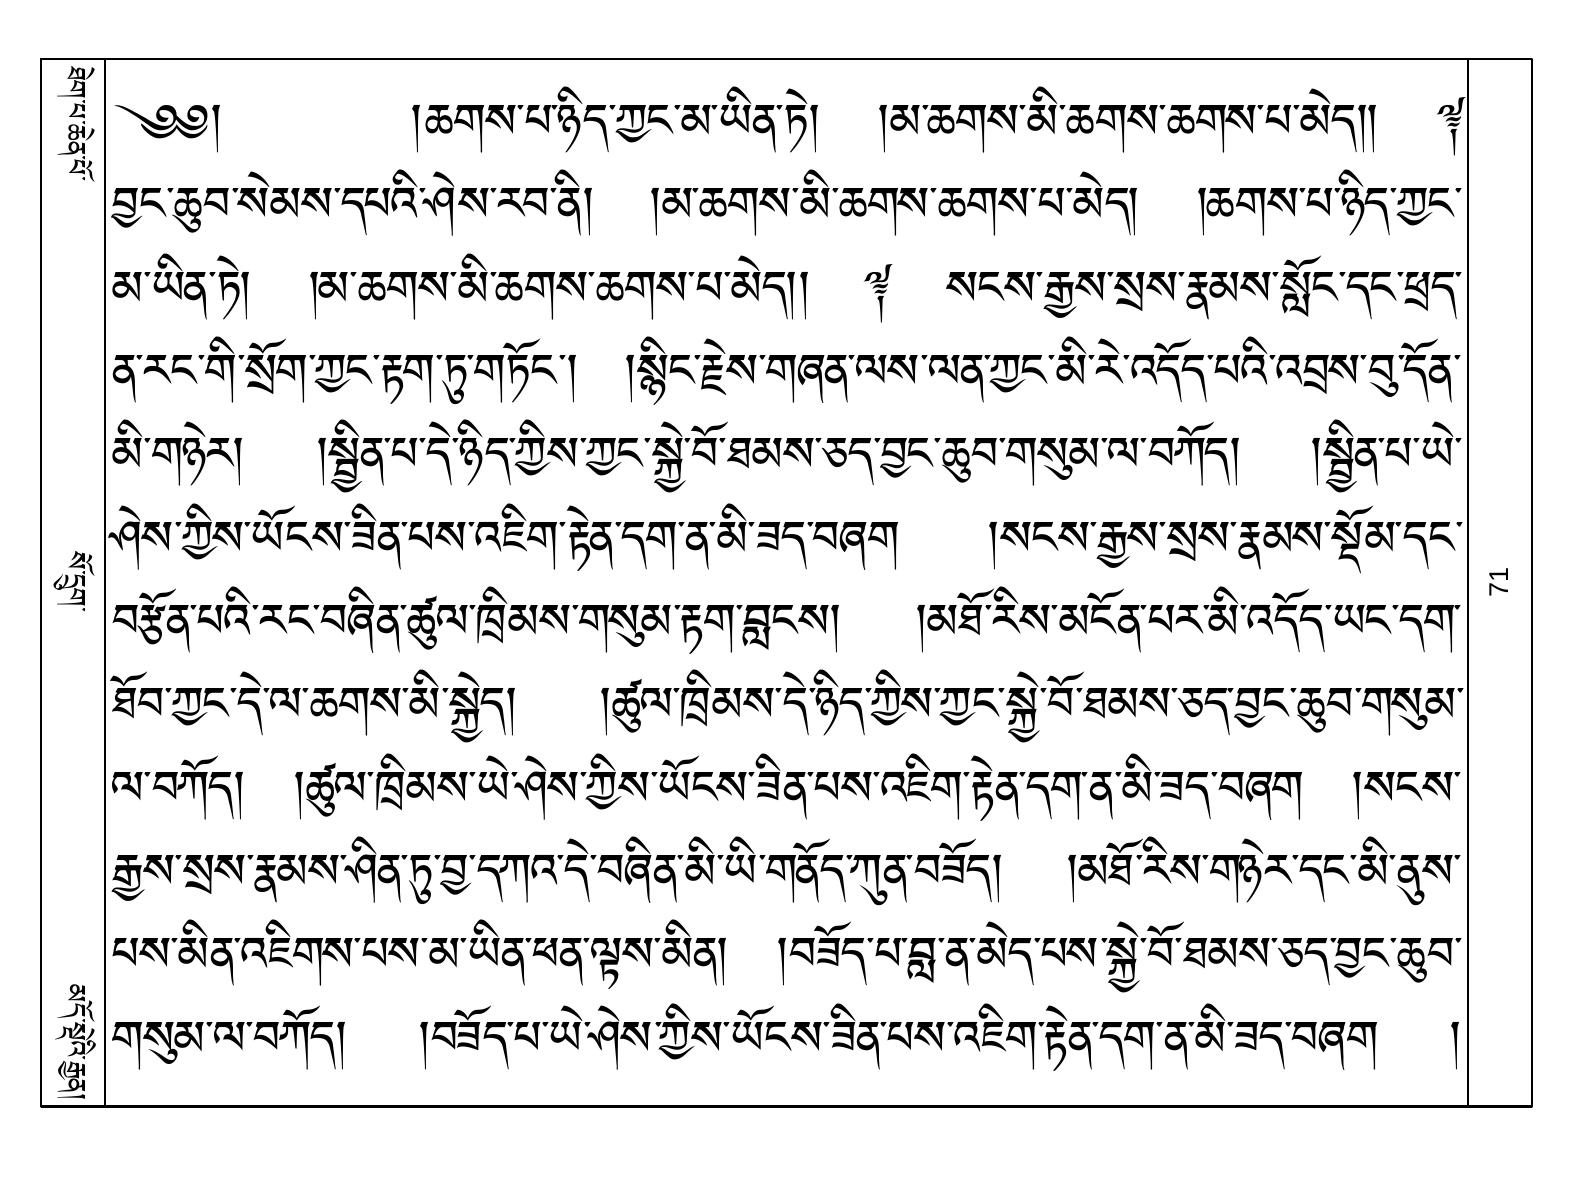 ཐེག་པ་ཆེན་པོ་
སོ་དྲུག་
མདོ་སྡེའི་རྒྱན།
༄༅། །ཆགས་པ་ཉིད་ཀྱང་མ་ཡིན་ཏེ། །མ་ཆགས་མི་ཆགས་ཆགས་པ་མེད།། ༈
བྱང་ཆུབ་སེམས་དཔའི་ཤེས་རབ་ནི། །མ་ཆགས་མི་ཆགས་ཆགས་པ་མེད། །ཆགས་པ་ཉིད་ཀྱང་
མ་ཡིན་ཏེ། །མ་ཆགས་མི་ཆགས་ཆགས་པ་མེད།། ༈ སངས་རྒྱས་སྲས་རྣམས་སློང་དང་ཕྲད་
ན་རང་གི་སྲོག་ཀྱང་རྟག་ཏུ་གཏོང་། །སྙིང་རྗེས་གཞན་ལས་ལན་ཀྱང་མི་རེ་འདོད་པའི་འབྲས་བུ་དོན་
མི་གཉེར། །སྦྱིན་པ་དེ་ཉིད་ཀྱིས་ཀྱང་སྐྱེ་བོ་ཐམས་ཅད་བྱང་ཆུབ་གསུམ་ལ་བཀོད། །སྦྱིན་པ་ཡེ་
ཤེས་ཀྱིས་ཡོངས་ཟིན་པས་འཇིག་རྟེན་དག་ན་མི་ཟད་བཞག །སངས་རྒྱས་སྲས་རྣམས་སྡོམ་དང་
བརྩོན་པའི་རང་བཞིན་ཚུལ་ཁྲིམས་གསུམ་རྟག་བླངས། །མཐོ་རིས་མངོན་པར་མི་འདོད་ཡང་དག་
ཐོབ་ཀྱང་དེ་ལ་ཆགས་མི་སྐྱེད། །ཚུལ་ཁྲིམས་དེ་ཉིད་ཀྱིས་ཀྱང་སྐྱེ་བོ་ཐམས་ཅད་བྱང་ཆུབ་གསུམ་
ལ་བཀོད། །ཚུལ་ཁྲིམས་ཡེ་ཤེས་ཀྱིས་ཡོངས་ཟིན་པས་འཇིག་རྟེན་དག་ན་མི་ཟད་བཞག །སངས་
རྒྱས་སྲས་རྣམས་ཤིན་ཏུ་བྱ་དཀའ་དེ་བཞིན་མི་ཡི་གནོད་ཀུན་བཟོད། །མཐོ་རིས་གཉེར་དང་མི་ནུས་
པས་མིན་འཇིགས་པས་མ་ཡིན་ཕན་ལྟས་མིན། །བཟོད་པ་བླ་ན་མེད་པས་སྐྱེ་བོ་ཐམས་ཅད་བྱང་ཆུབ་
གསུམ་ལ་བཀོད། །བཟོད་པ་ཡེ་ཤེས་ཀྱིས་ཡོངས་ཟིན་པས་འཇིག་རྟེན་དག་ན་མི་ཟད་བཞག །
71